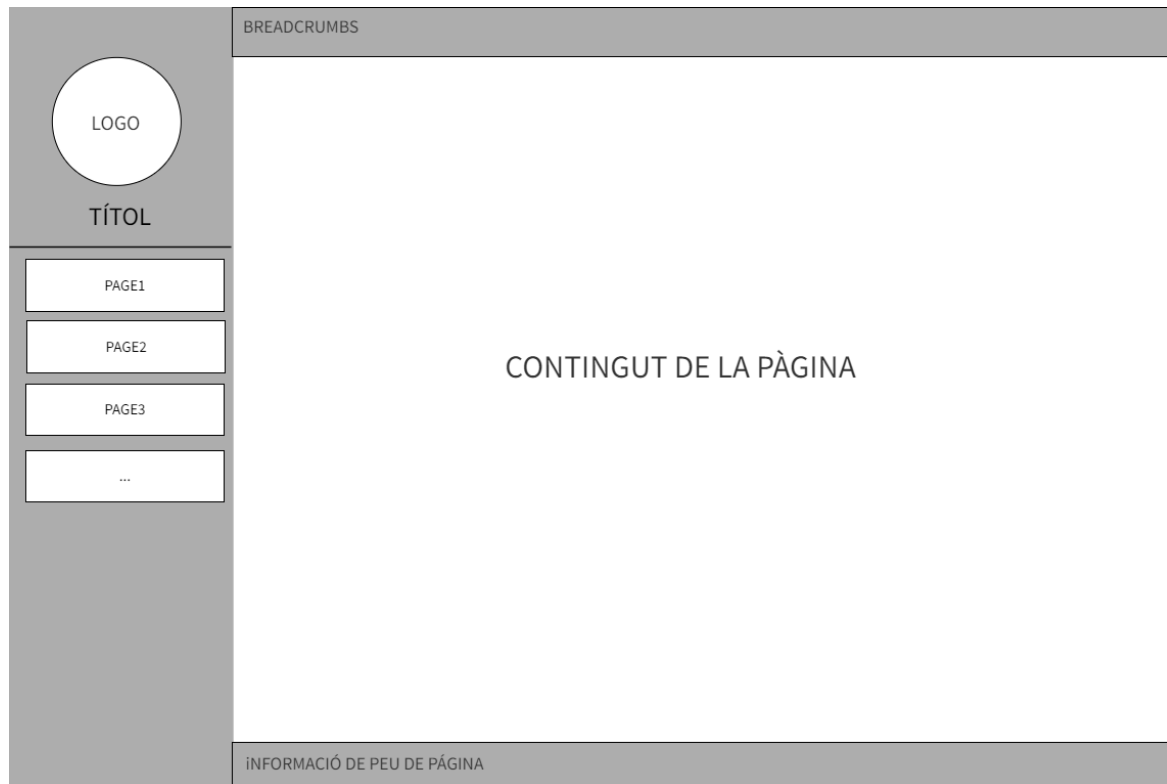 BREADCRUMBS
LOGO
TÍTOL
PAGE1
PAGE2
PAGE3
...
CONTINGUT DE LA PÀGINA
iNFORMACIÓ DE PEU DE PÁGINA